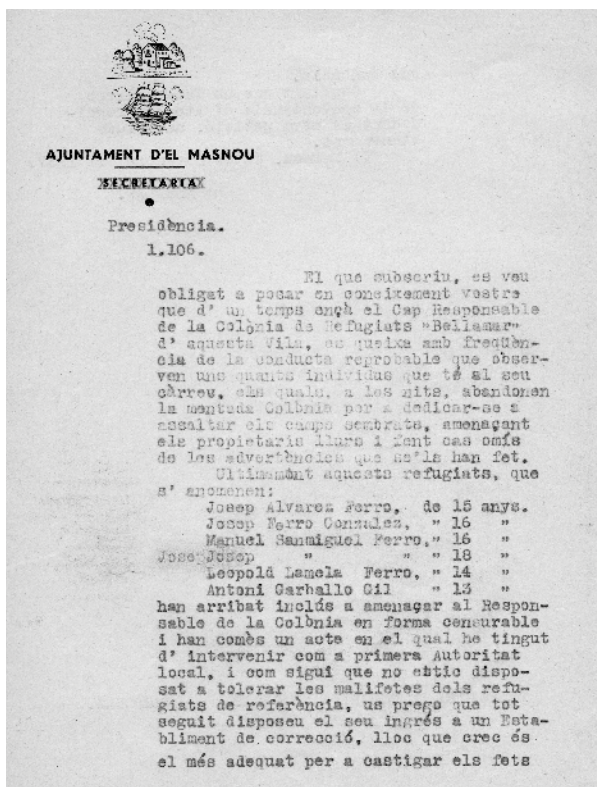 AJUNTAMENT D'EL MASNOU
SECRETARIA
Presidència.
1.106.
El que subscriu, es veu
obligat a posar en coneixement vostre
que d' un temps ençà el Cap Responsable
de la Colònia de Refugiats "Bellamar"
d' aquesta Vila, es queixa amb freqüèn-
cia de la conducta reprobable que obser-
ven uns quants individus que té al seu
càrrec, els quals, a les nits, abandonen
la mentada Colònia per a dedicar-se a
assaltar els camps sembrats, amenaçant
els propietaris llurs i fent cas omís
de les advertències que se'ls han fet.
Ultimamànt aquests refugiats, que
s' anomenen:
Josep Alvarez Ferro, de 15 anys.
Josep Ferro Gonzalez, " 16 "
Manuel Sanmiguel Ferro," 16 "
Josep Josep " " " 18 "
Leopold Lamela Ferro, " 14 "
Antoni Garballo Gil " 13 "
han arribat inclós a amenaçar al Respon-
sable de la Colònia en forma censurable
i han comès un acte en el qual he tingut
d' intervenir com a primera Autoritat
local, i com sigui que no estic dispo-
sat a tolerar les malifetes dels refu-
giats de referència, us prego que tot
seguit disposeu el seu ingrés a un Esta-
bliment de correcció, lloc que crec és
el més adequat per a castigar els fets